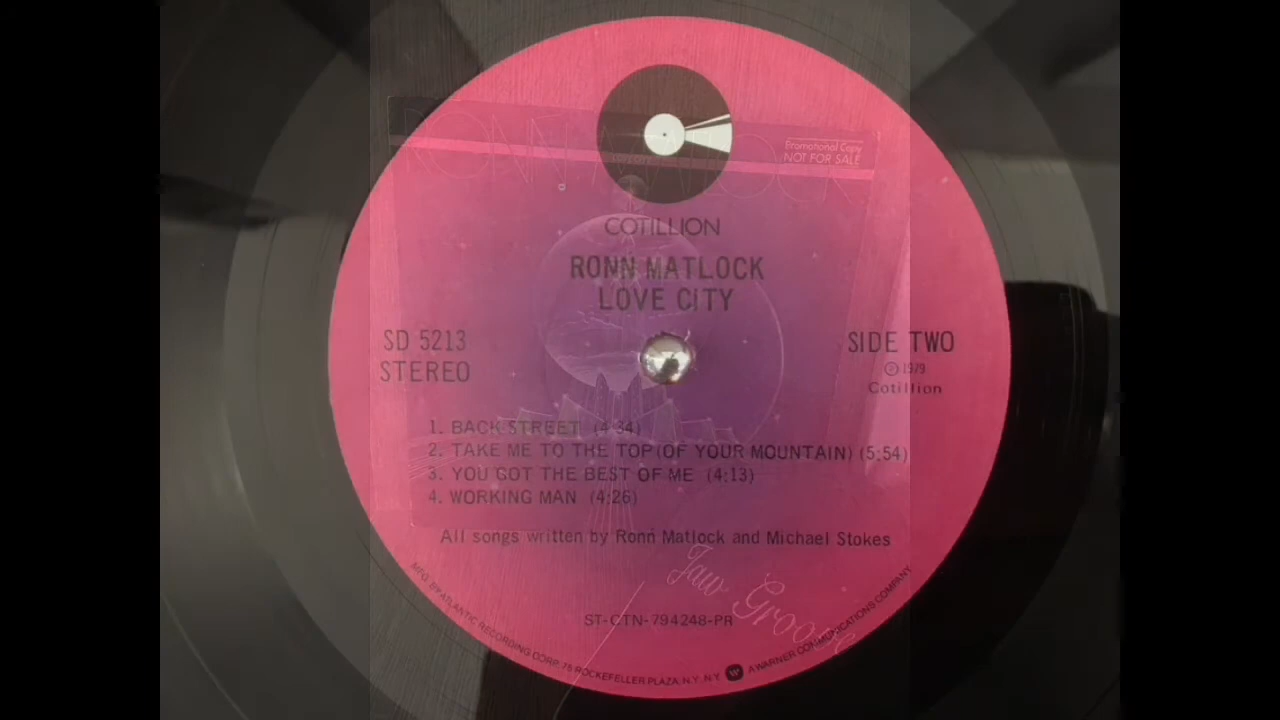 RONN MATLOCK
Promotional Copy
NOT FOR SALE
COTILLION
RONN MATLOCK
LOVE CITY
SD 5213
STEREO
SIDE TWO
℗ 1979
Cotillion
1. BACK STREET (4:34)
2. TAKE ME TO THE TOP (OF YOUR MOUNTAIN) (5:54)
3. YOU GOT THE BEST OF ME (4:13)
4. WORKING MAN (4:26)
All songs written by Ronn Matlock and Michael Stokes
Jaw Groove
ST-CTN-794248-PR
MFG. BY ATLANTIC RECORDING CORP. 75 ROCKEFELLER PLAZA, N.Y. N.Y. A WARNER COMMUNICATIONS COMPANY